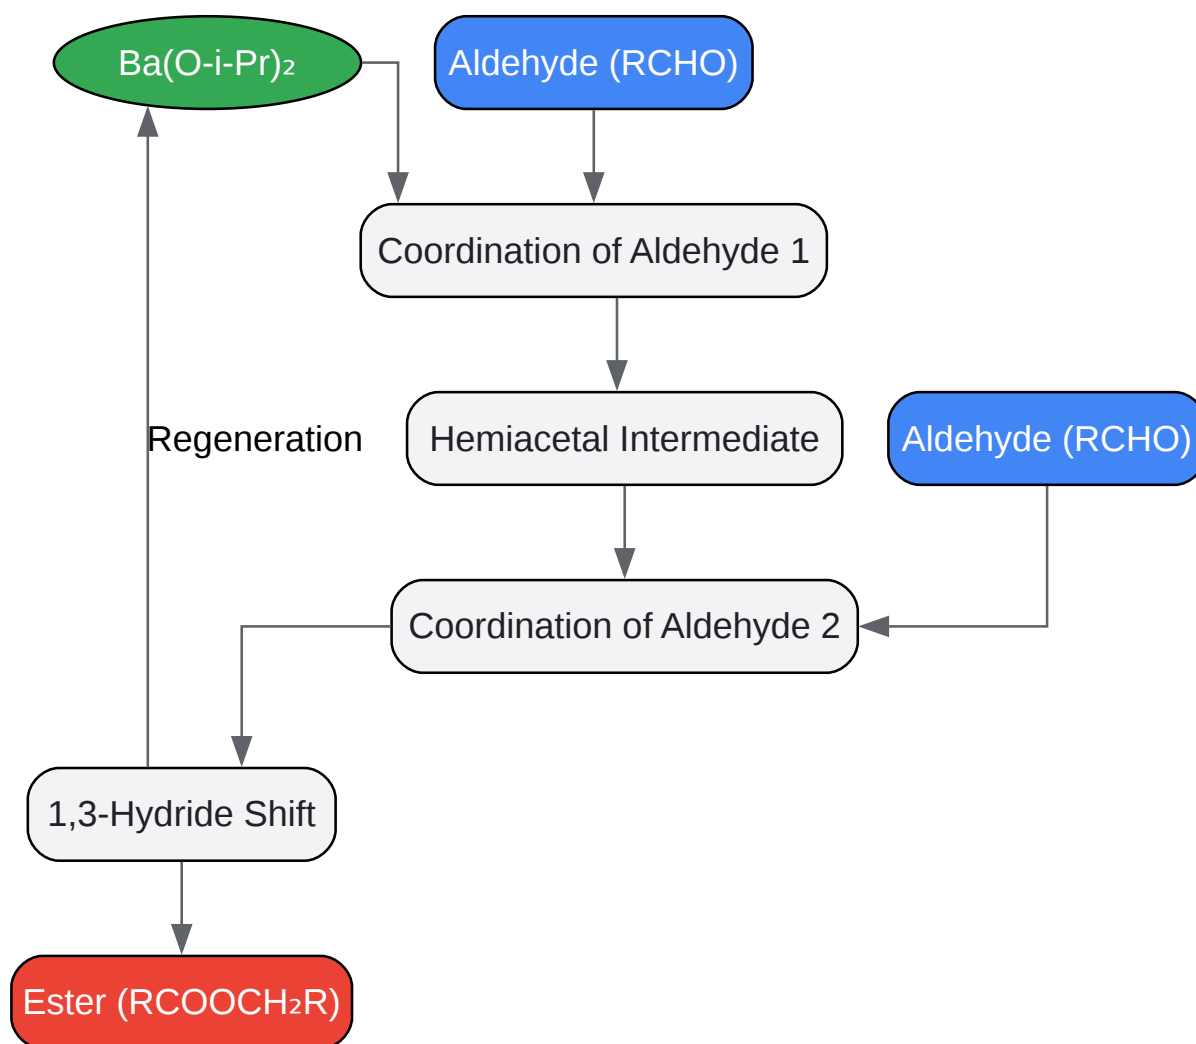 Ba(O-i-Pr)₂
Aldehyde (RCHO)
Coordination of Aldehyde 1
Regeneration
Hemiacetal Intermediate
Aldehyde (RCHO)
Coordination of Aldehyde 2
1,3-Hydride Shift
Ester (RCOOCH₂R)